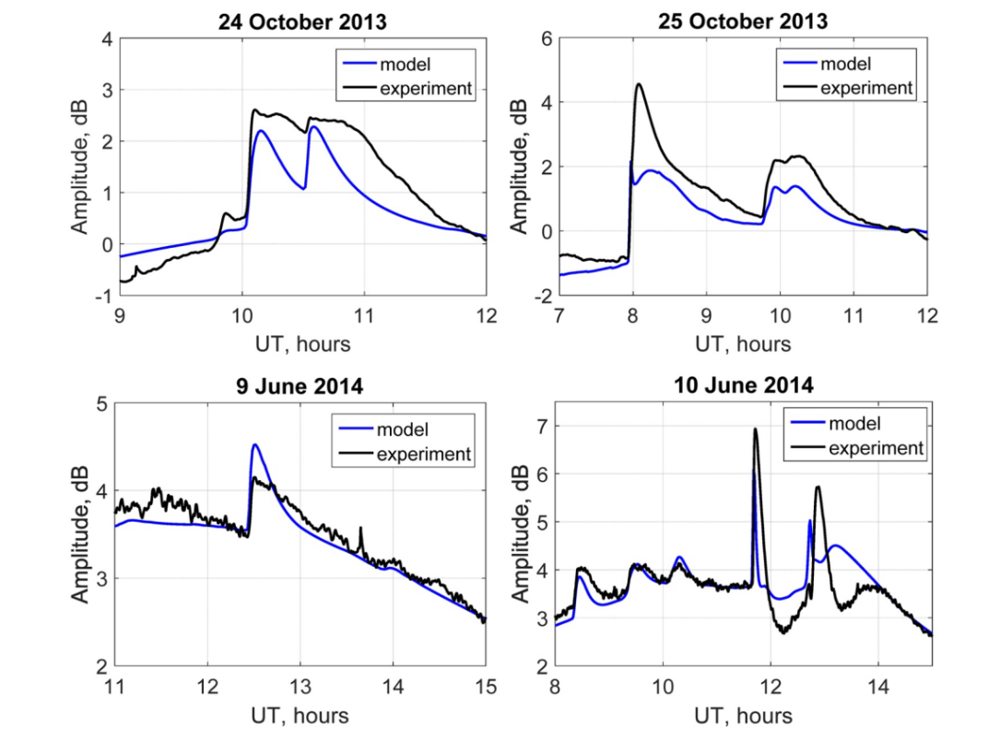 24 October 2013
4
3
2
1
0
-1
Amplitude, dB
model
experiment
9
10
11
12
UT, hours
25 October 2013
6
4
2
0
-2
Amplitude, dB
model
experiment
7
8
9
10
11
12
UT, hours
9 June 2014
5
4
3
2
Amplitude, dB
model
experiment
11
12
13
14
15
UT, hours
10 June 2014
7
6
5
4
3
2
Amplitude, dB
model
experiment
8
10
12
14
UT, hours